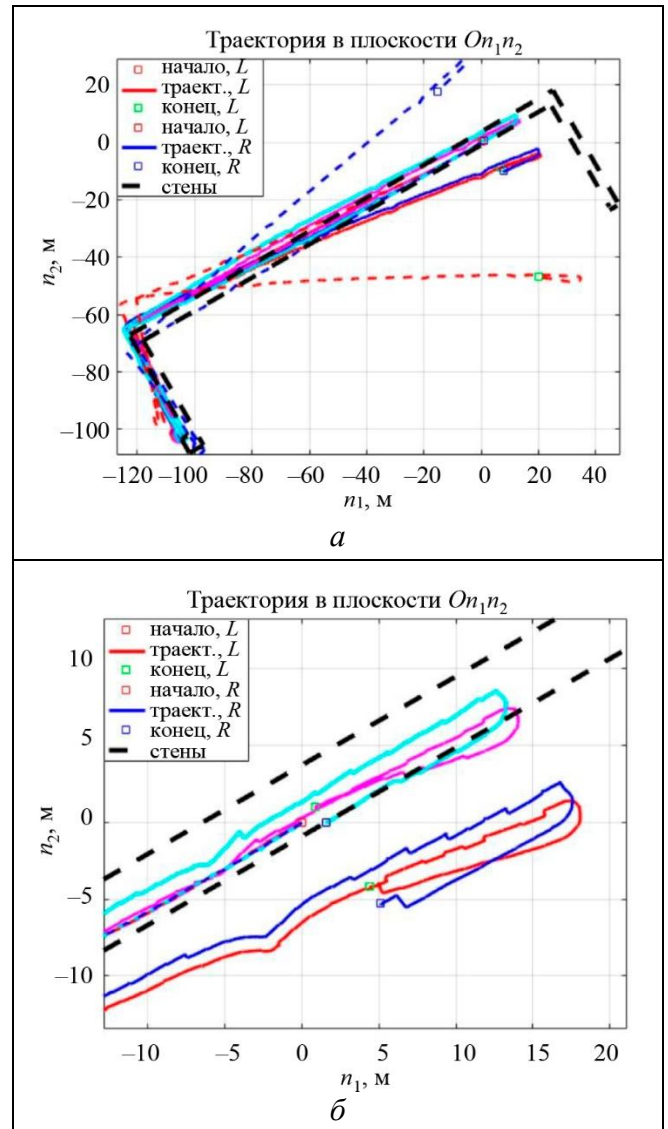 Траектория в плоскости On₁n₂
20
0
–20
–40
–60
–80
–100
n₂, м
начало, L
траект., L
конец, L
начало, L
траект., R
конец, R
стены
–120 –100 –80 –60 –40 –20 0 20 40
n₁, м
а
Траектория в плоскости On₁n₂
10
5
0
–5
–10
n₂, м
начало, L
траект., L
конец, L
начало, R
траект., R
конец, R
стены
–10 –5 0 5 10 15 20
n₁, м
б